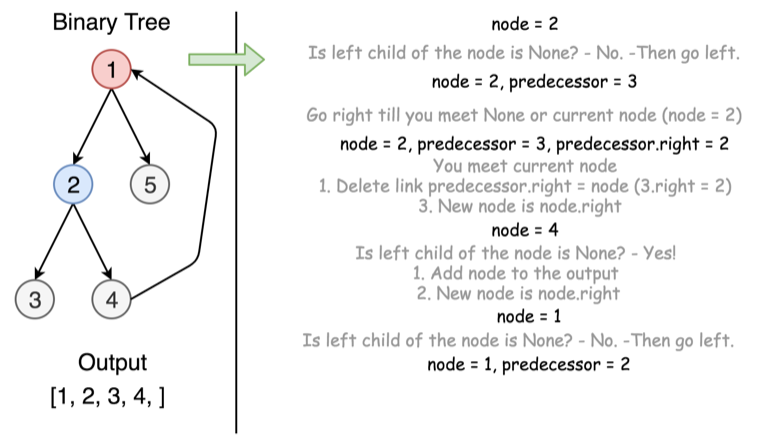 Binary Tree
1
2
5
3
4
Output
[1, 2, 3, 4, ]
node = 2
Is left child of the node is None? - No. -Then go left.
node = 2, predecessor = 3
Go right till you meet None or current node (node = 2)
node = 2, predecessor = 3, predecessor.right = 2
You meet current node
1. Delete link predecessor.right = node (3.right = 2)
3. New node is node.right
node = 4
Is left child of the node is None? - Yes!
1. Add node to the output
2. New node is node.right
node = 1
Is left child of the node is None? - No. -Then go left.
node = 1, predecessor = 2